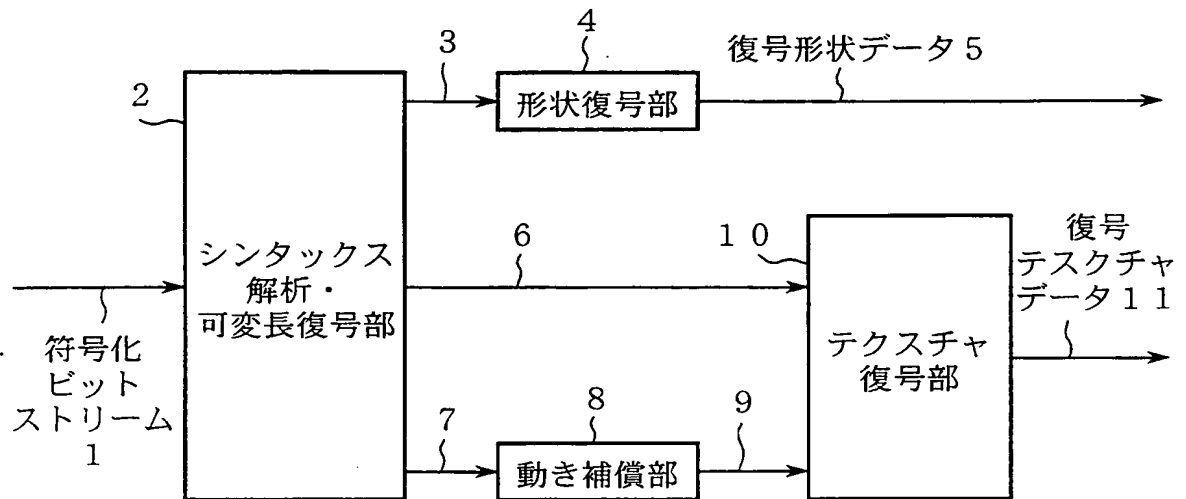 2
3
4
復号形状データ５
形状復号部
シンタックス
解析・
可変長復号部
6
１０
復号
テスクチャ
データ１１
符号化
ビット
ストリーム
1
テクスチャ
復号部
7
8
9
動き補償部